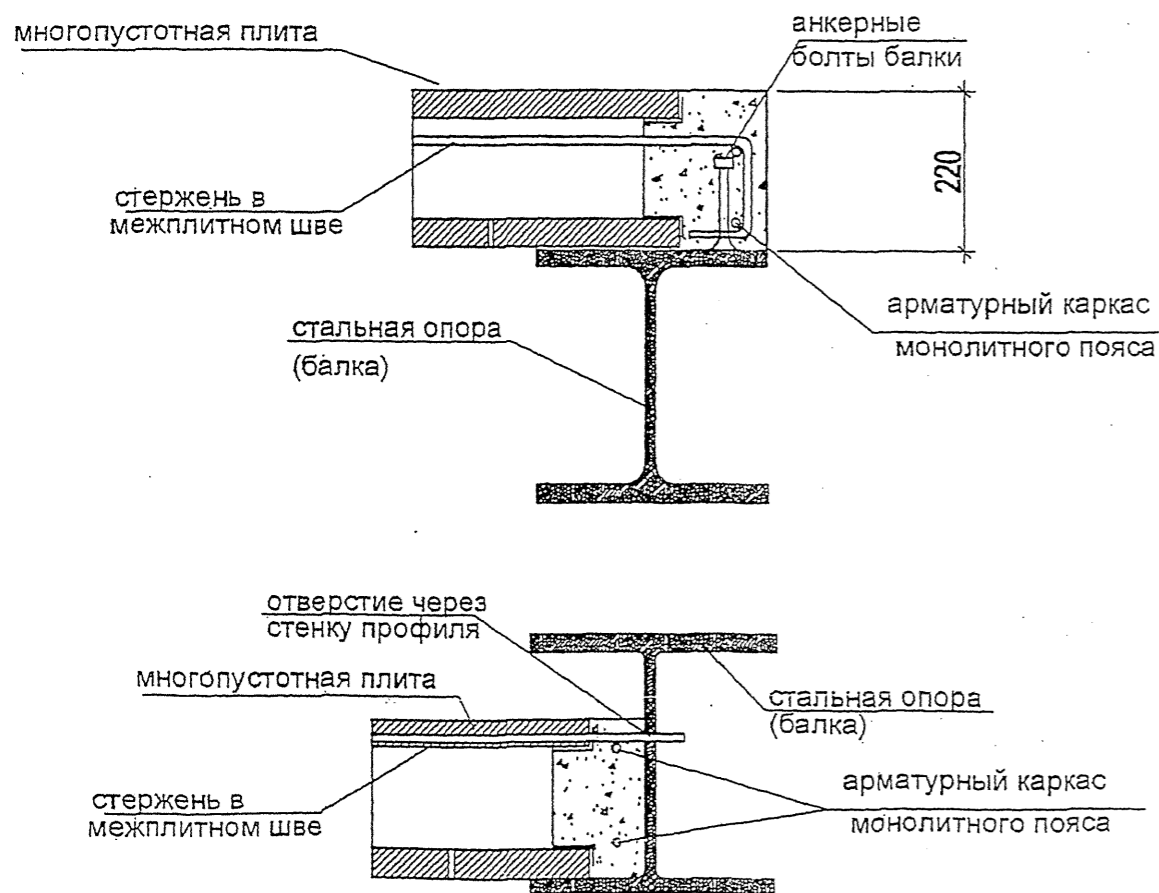 многопустотная плита
анкерные
болты балки
220
стержень в
межплитном шве
арматурный каркас
монолитного пояса
стальная опора
(балка)
отверстие через
стенку профиля
многопустотная плита
стальная опора
(балка)
стержень в
межплитном шве
арматурный каркас
монолитного пояса